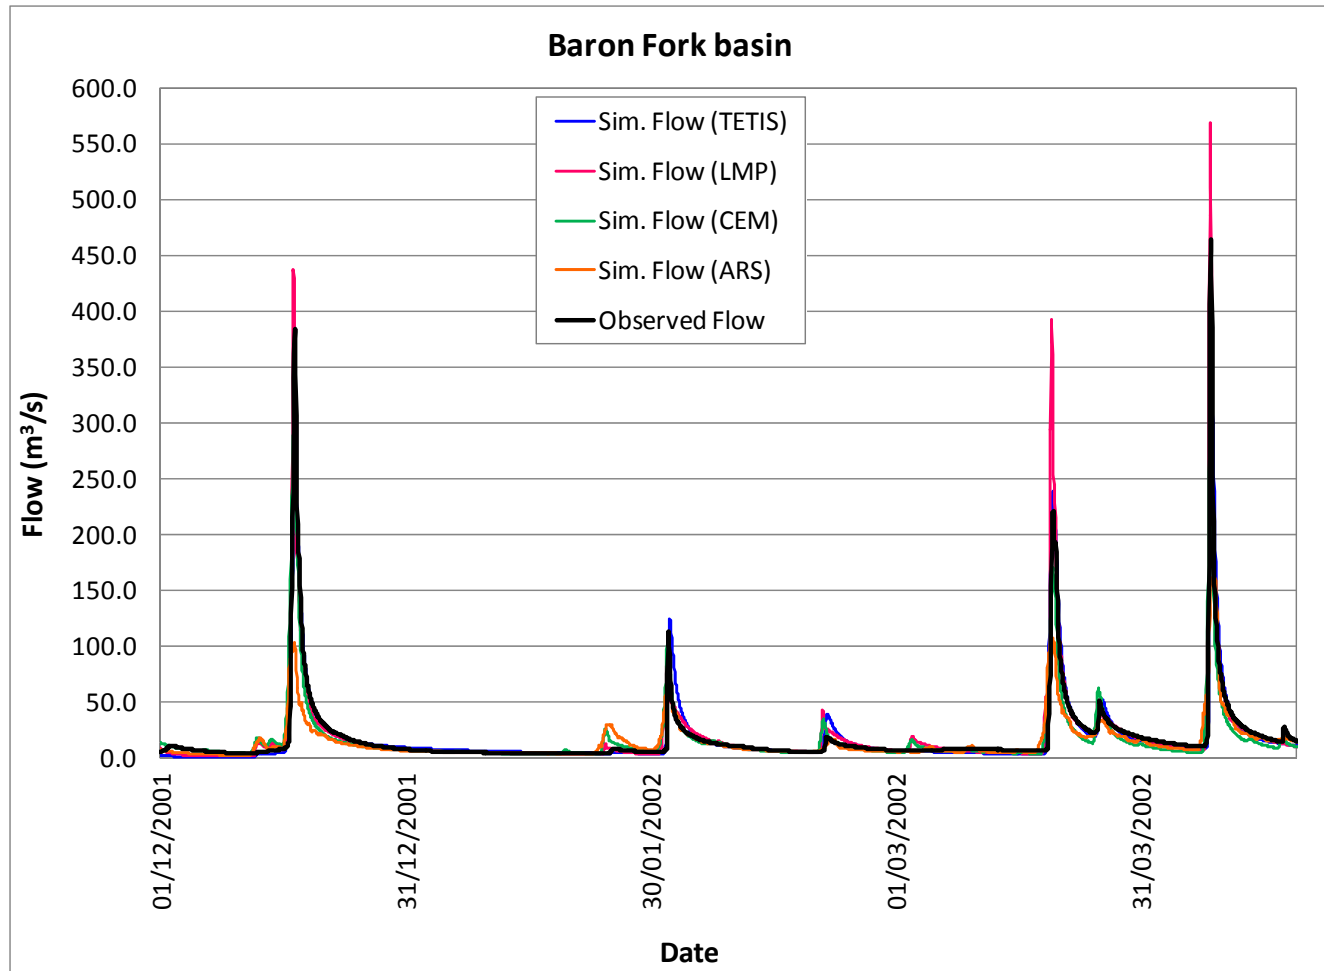 Baron Fork basin
600.0
550.0
500.0
450.0
400.0
350.0
300.0
250.0
200.0
150.0
100.0
50.0
0.0
Flow (m³/s)
Sim. Flow (TETIS)
Sim. Flow (LMP)
Sim. Flow (CEM)
Sim. Flow (ARS)
Observed Flow
01/12/2001
31/12/2001
30/01/2002
01/03/2002
31/03/2002
Date